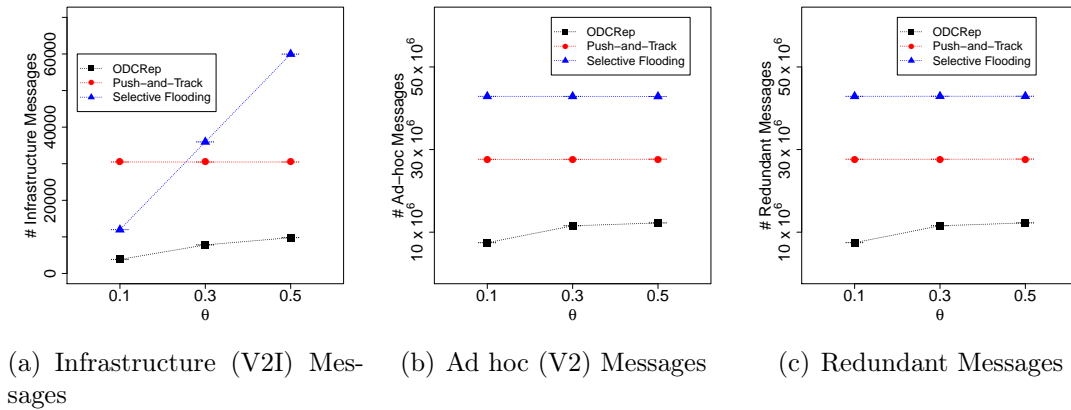 # Infrastructure Messages
0
20000
40000
60000
ODCRep
Push−and−Track
Selective Flooding
0.1
0.3
0.5
θ
(a) Infrastructure (V2I) Mes-
sages
# Ad−hoc Messages
10 x 10^6
30 x 10^6
50 x 10^6
ODCRep
Push−and−Track
Selective Flooding
0.1
0.3
0.5
θ
(b) Ad hoc (V2) Messages
# Redundant Messages
10 x 10^6
30 x 10^6
50 x 10^6
ODCRep
Push−and−Track
Selective Flooding
0.1
0.3
0.5
θ
(c) Redundant Messages